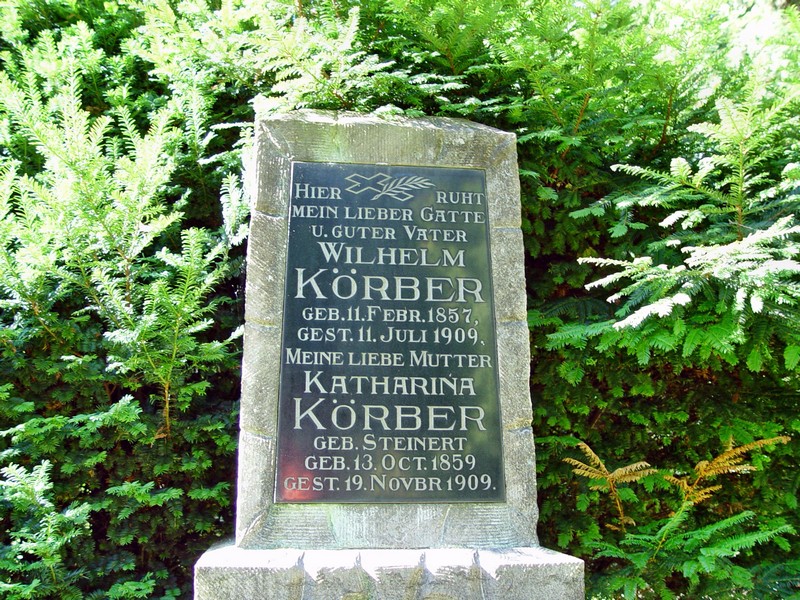 HIER RUHT
MEIN LIEBER GATTE
U. GUTER VATER
WILHELM
KÖRBER
GEB. 11. FEBR. 1857,
GEST. 11. JULI 1909,
MEINE LIEBE MUTTER
KATHARINA
KÖRBER
GEB. STEINERT
GEB. 13. OCT. 1859
GEST. 19. NOVBR 1909.